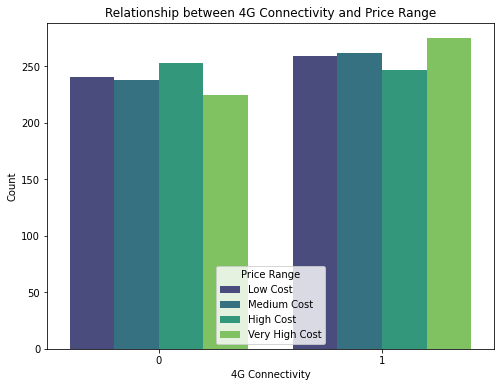 Relationship between 4G Connectivity and Price Range
Count
250
200
150
100
50
0
Price Range
Low Cost
Medium Cost
High Cost
Very High Cost
0
1
4G Connectivity